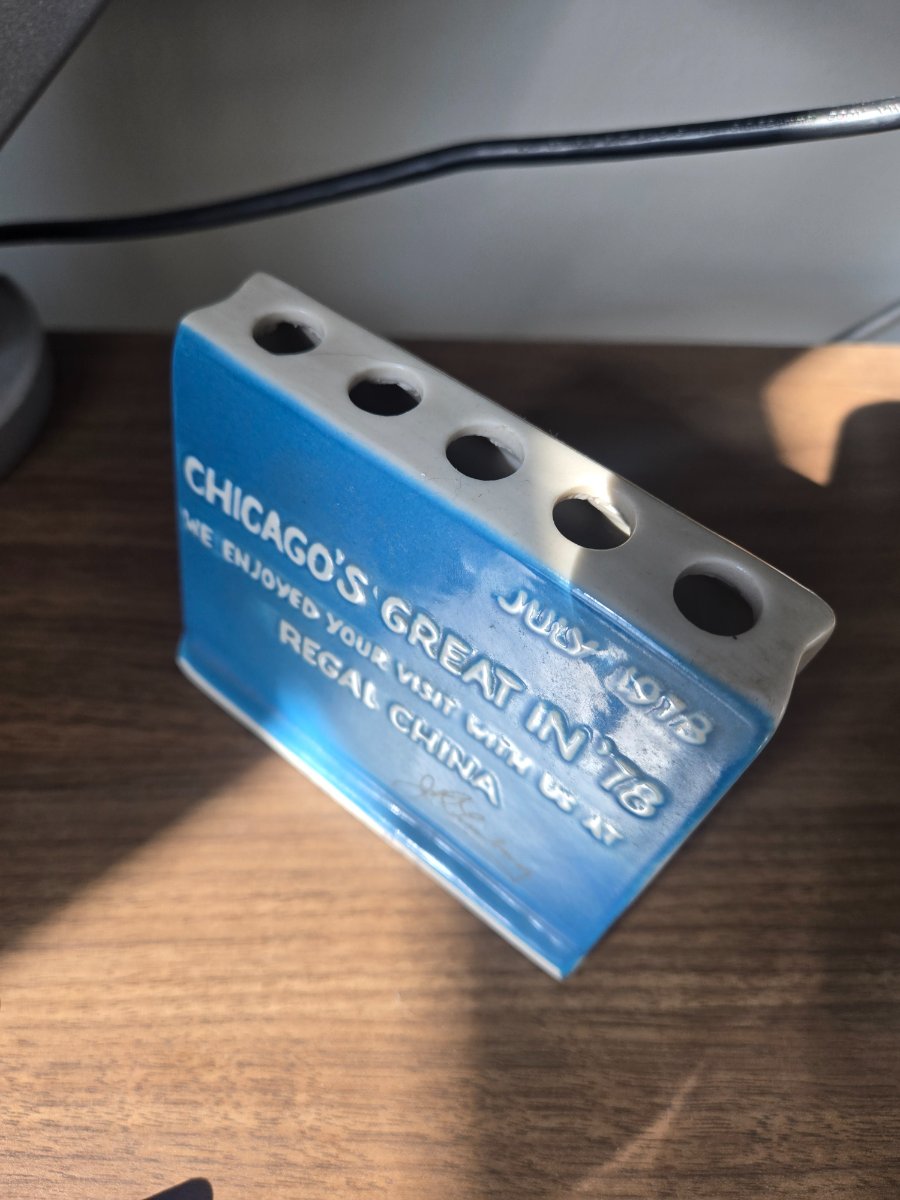 JULY 1978
CHICAGO'S GREAT IN '78
WE ENJOYED YOUR VISIT WITH US AT
REGAL CHINA